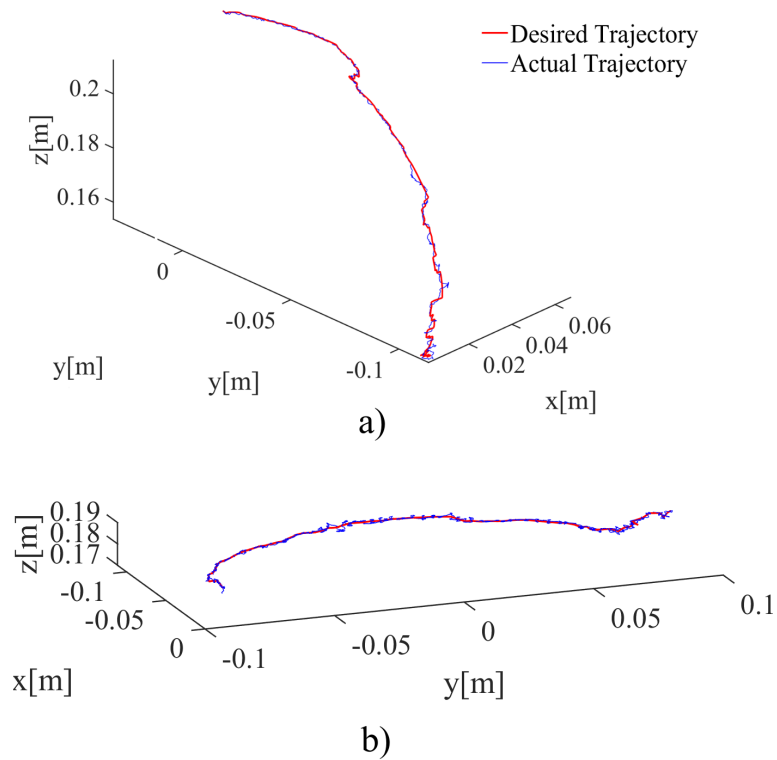 Desired Trajectory
Actual Trajectory
z[m]
0.2
0.18
0.16
0
-0.05
-0.1
0.02
0.04
0.06
y[m]
y[m]
x[m]
a)
z[m]
0.19
0.18
0.17
-0.1
-0.05
0
-0.1
-0.05
0
0.05
0.1
x[m]
y[m]
b)